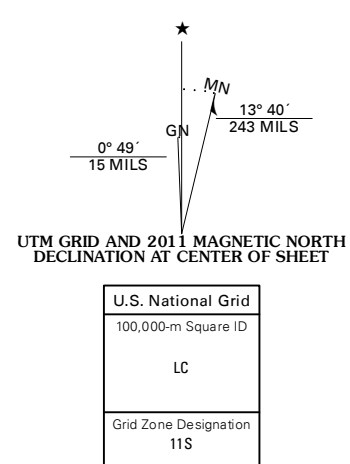 ★
MN
13° 40´
243 MILS
GN
0° 49´
15 MILS
UTM GRID AND 2011 MAGNETIC NORTH
DECLINATION AT CENTER OF SHEET
U.S. National Grid
100,000-m Square ID
LC
Grid Zone Designation
11S